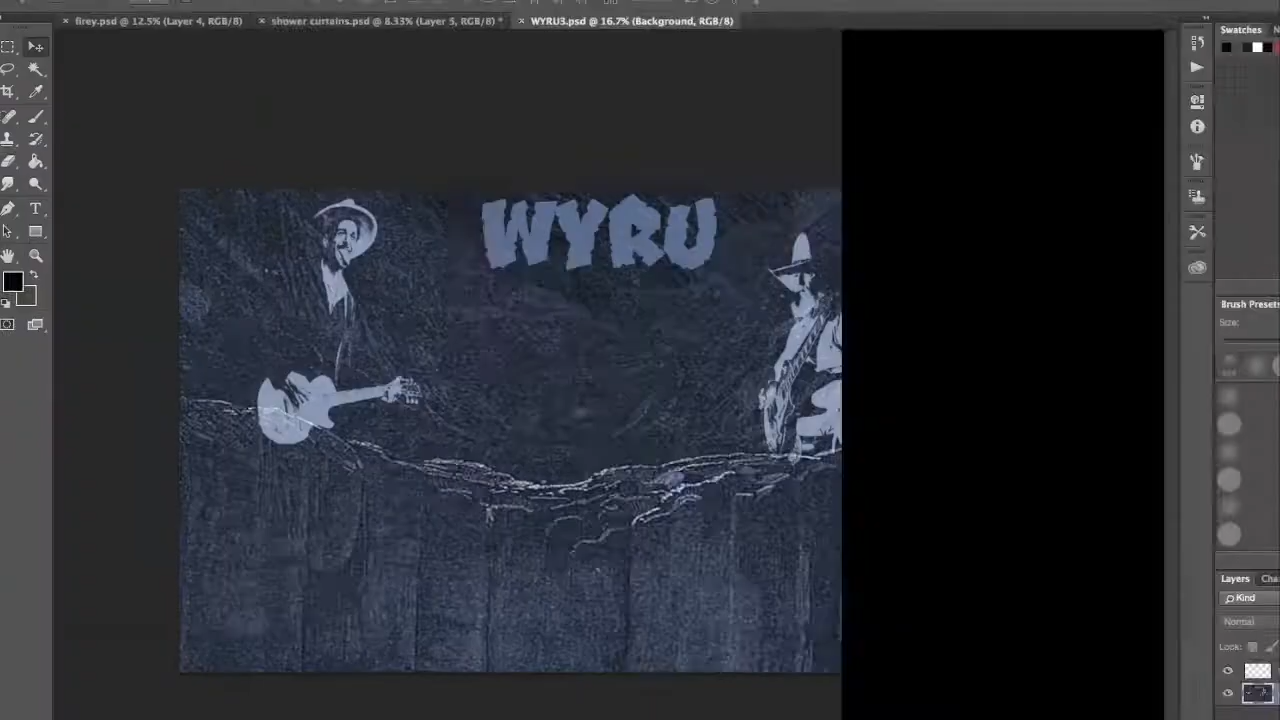 firey.psd @ 12.5% (Layer 4, RGB/8)
shower curtains.psd @ 8.33% (Layer 5, RGB/8) *
WYRU3.psd @ 16.7% (Background, RGB/8)
Swatches
WYRU
T
Brush Presets
Size:
Layers
Kind
Normal
Lock: